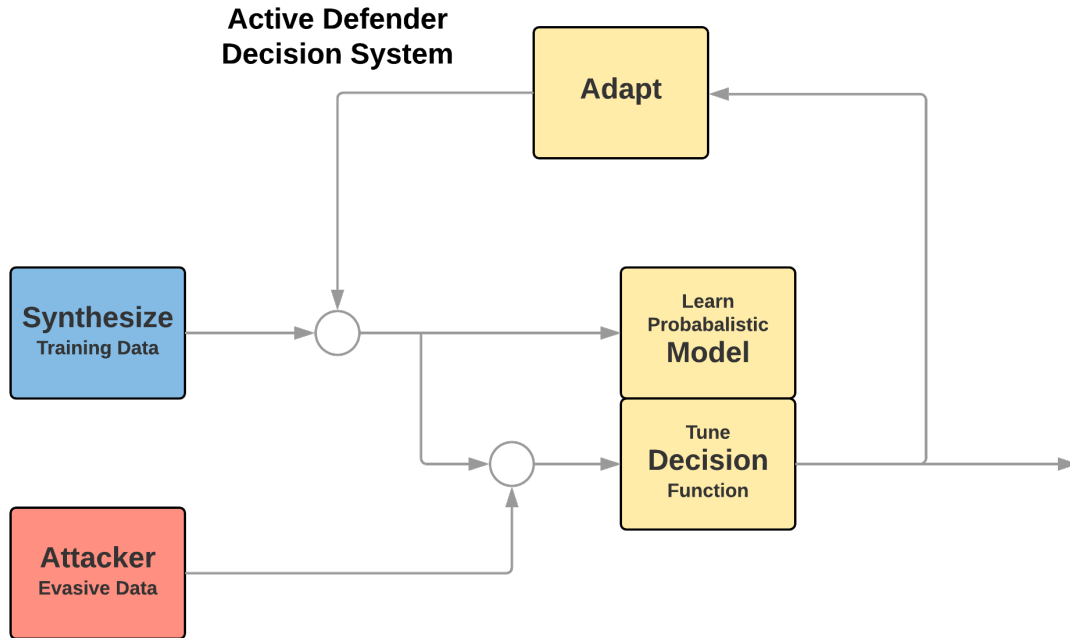 Active Defender
Decision System
Adapt
Synthesize
Training Data
Learn
Probabalistic
Model
Tune
Decision
Function
Attacker
Evasive Data